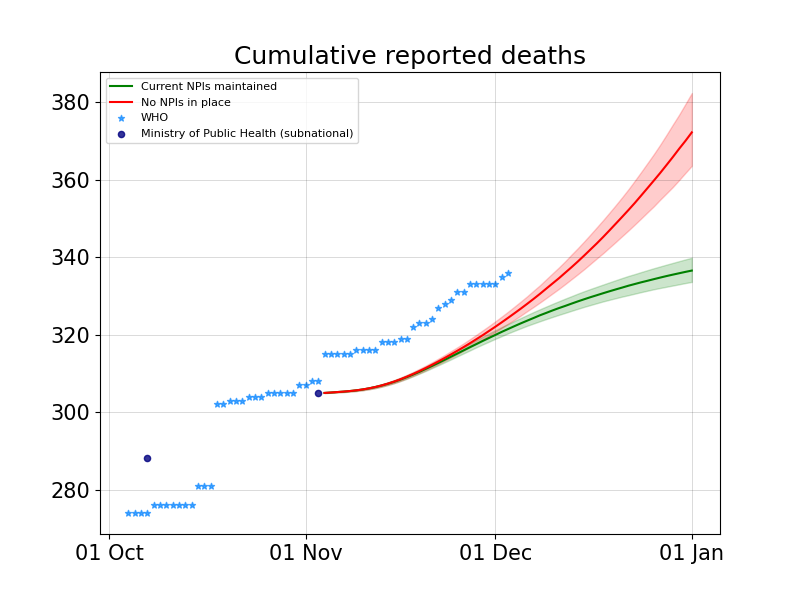 Cumulative reported deaths
Current NPIs maintained
No NPIs in place
WHO
Ministry of Public Health (subnational)
380
360
340
320
300
280
01 Oct
01 Nov
01 Dec
01 Jan